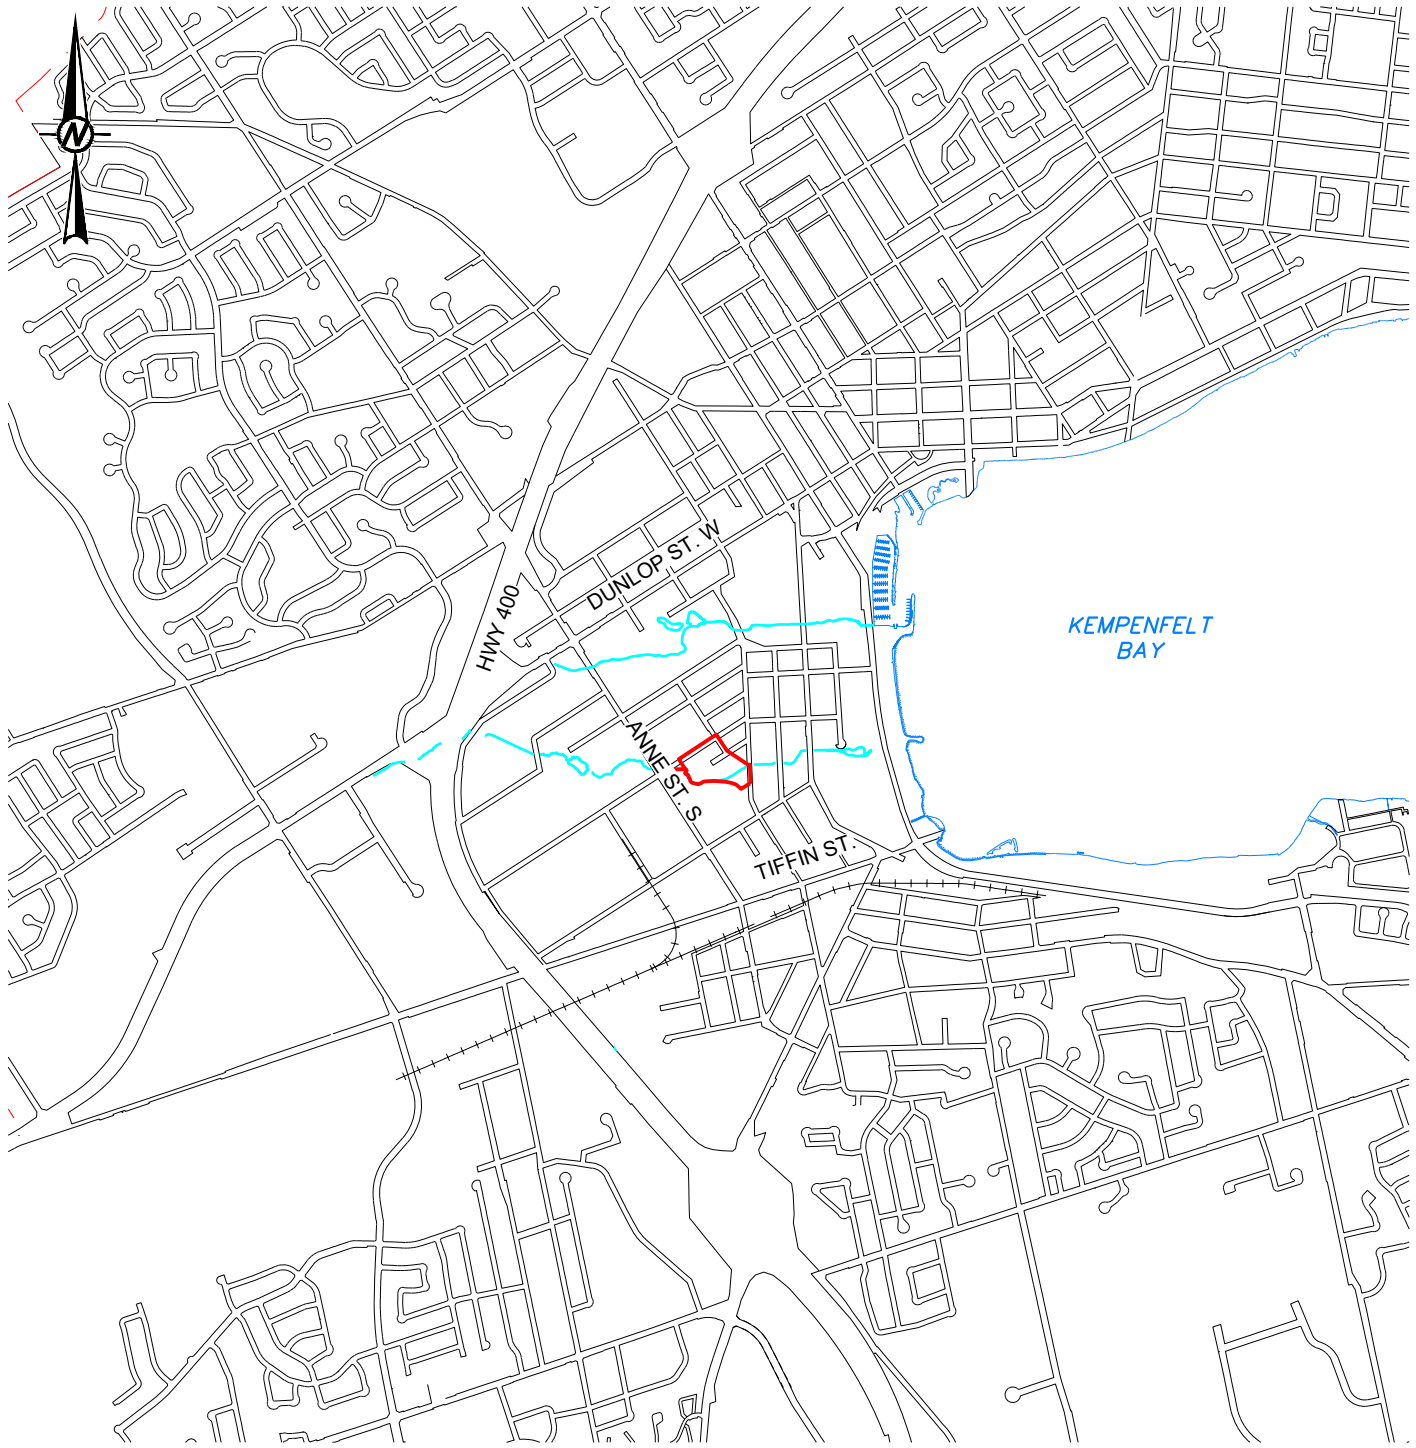 N
DUNLOP ST. W
HWY 400
KEMPENFELT
BAY
ANNE ST. S
TIFFIN ST.